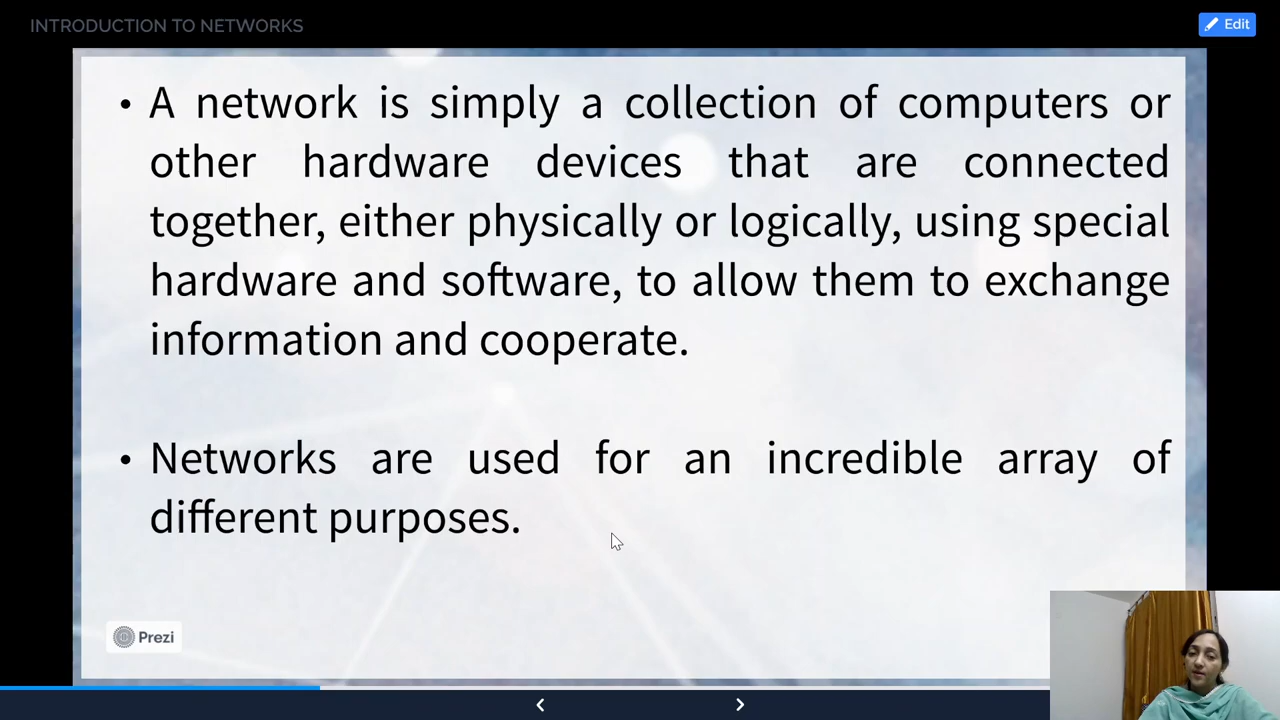 INTRODUCTION TO NETWORKS
Edit
• A network is simply a collection of computers or
other hardware devices that are connected
together, either physically or logically, using special
hardware and software, to allow them to exchange
information and cooperate.
• Networks are used for an incredible array of
different purposes.
Prezi